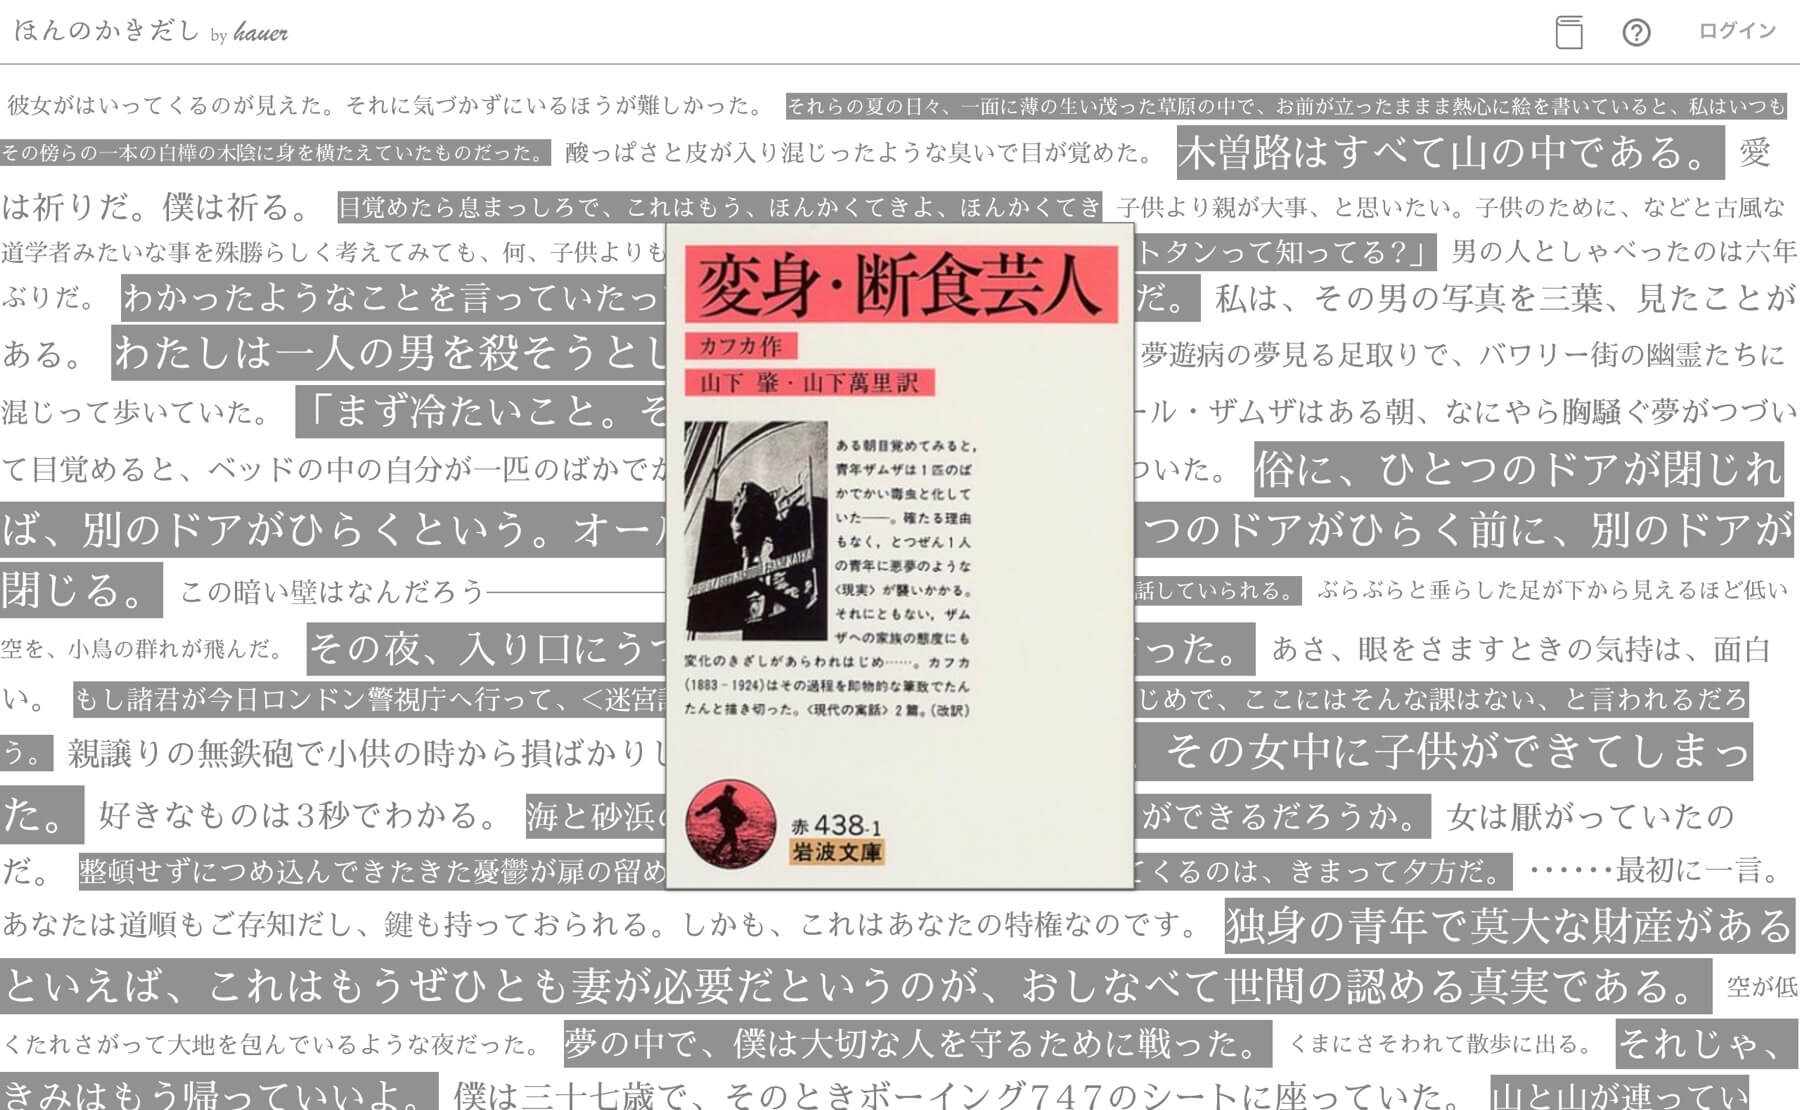 ほんのかきだし by hauer
ログイン
彼女がはいってくるのが見えた。それに気づかずにいるほうが難しかった。 それらの夏の日々、一面に薄の生い茂った草原の中で、お前が立ったままま熱心に絵を書いていると、私はいつも
その傍らの一本の白樺の木陰に身を横たえていたものだった。 酸っぱさと皮が入り混じったような臭いで目が覚めた。 木曽路はすべて山の中である。 愛
は祈りだ。僕は祈る。 目覚めたら息まっしろで、これはもう、ほんかくてきよ、ほんかくてき 子供より親が大事、と思いたい。子供のために、などと古風な
道学者みたいな事を殊勝らしく考えてみても、何、子供よりも トタンって知ってる?」 男の人としゃべったのは六年
ぶりだ。 わかったようなことを言っていたっ だ。 私は、その男の写真を三葉、見たことが
ある。 わたしは一人の男を殺そうとし 夢遊病の夢見る足取りで、バワリー街の幽霊たちに
混じって歩いていた。 「まず冷たいこと。そ ール・ザムザはある朝、なにやら胸騒ぐ夢がつづい
て目覚めると、ベッドの中の自分が一匹のばかでか ついた。 俗に、ひとつのドアが閉じれ
ば、別のドアがひらくという。オール つのドアがひらく前に、別のドアが
閉じる。 この暗い壁はなんだろう―― 話していられる。 ぶらぶらと垂らした足が下から見えるほど低い
空を、小鳥の群れが飛んだ。 その夜、入り口にうつ った。 あさ、眼をさますときの気持は、面白
い。 もし諸君が今日ロンドン警視庁へ行って、<迷宮 じめで、ここにはそんな課はない、と言われるだろ
う。 親譲りの無鉄砲で小供の時から損ばかりし その女中に子供ができてしまっ
た。 好きなものは3秒でわかる。 海と砂浜の ができるだろうか。 女は厭がっていたの
だ。 整頓せずにつめ込んできたきた憂鬱が扉の留め てくるのは、きまって夕方だ。 ‥‥‥最初に一言。
あなたは道順もご存知だし、鍵も持っておられる。しかも、これはあなたの特権なのです。 独身の青年で莫大な財産がある
といえば、これはもうぜひとも妻が必要だというのが、おしなべて世間の認める真実である。 空が低
くたれさがって大地を包んでいるような夜だった。 夢の中で、僕は大切な人を守るために戦った。 くまにさそわれて散歩に出る。 それじゃ、
きみはもう帰っていいよ。 僕は三十七歳で、そのときボーイング747のシートに座っていた。 山と山が連ってい
変身・断食芸人
カフカ作
山下 肇・山下萬里訳
ある朝目覚めてみると,
青年ザムザは1匹のば
かでかい毒虫と化して
いた――。確たる理由
もなく,とつぜん1人
の青年に悪夢のような
〈現実〉が襲いかかる。
それにともない,ザム
ザへの家族の態度にも
変化のきざしがあらわれはじめ……。カフカ
(1883-1924)はその過程を即物的な筆致でたん
たんと描き切った。〈現代の寓話〉2篇。(改訳)
赤 438-1
岩波文庫